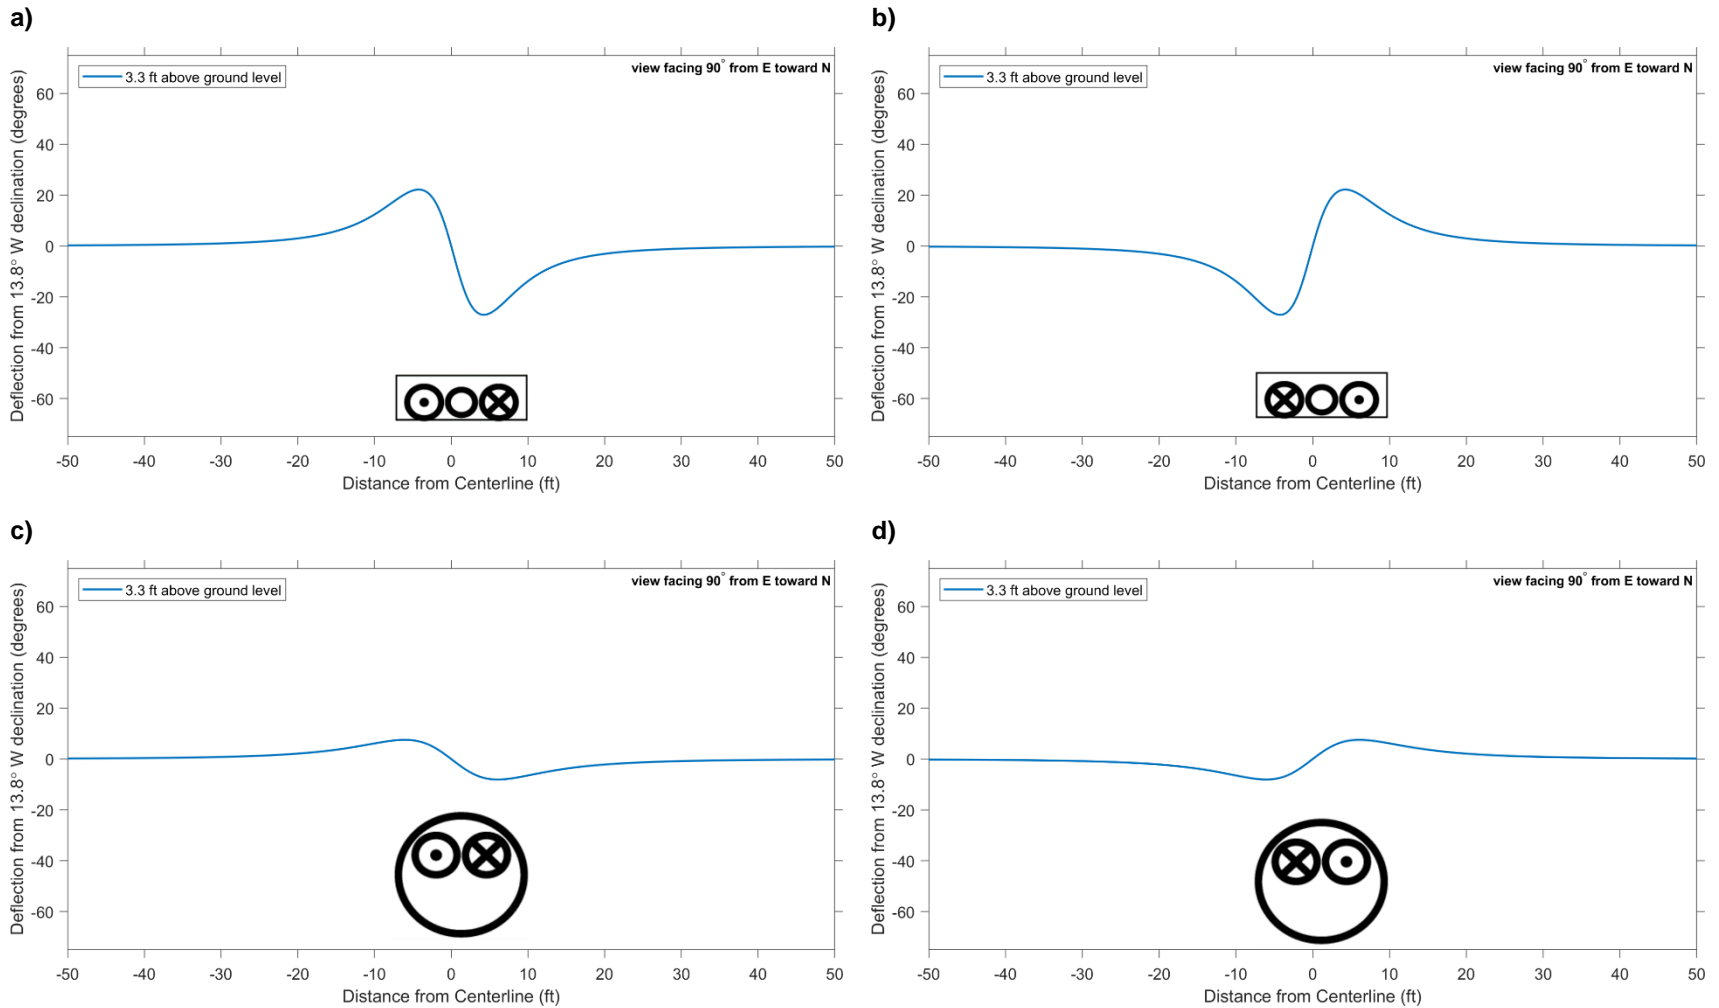 a)
3.3 ft above ground level
view facing 90° from E toward N
Deflection from 13.8° W declination (degrees)
60
40
20
0
-20
-40
-60
-50 -40 -30 -20 -10 0 10 20 30 40 50
Distance from Centerline (ft)
b)
3.3 ft above ground level
view facing 90° from E toward N
Deflection from 13.8° W declination (degrees)
60
40
20
0
-20
-40
-60
-50 -40 -30 -20 -10 0 10 20 30 40 50
Distance from Centerline (ft)
c)
3.3 ft above ground level
view facing 90° from E toward N
Deflection from 13.8° W declination (degrees)
60
40
20
0
-20
-40
-60
-50 -40 -30 -20 -10 0 10 20 30 40 50
Distance from Centerline (ft)
d)
3.3 ft above ground level
view facing 90° from E toward N
Deflection from 13.8° W declination (degrees)
60
40
20
0
-20
-40
-60
-50 -40 -30 -20 -10 0 10 20 30 40 50
Distance from Centerline (ft)